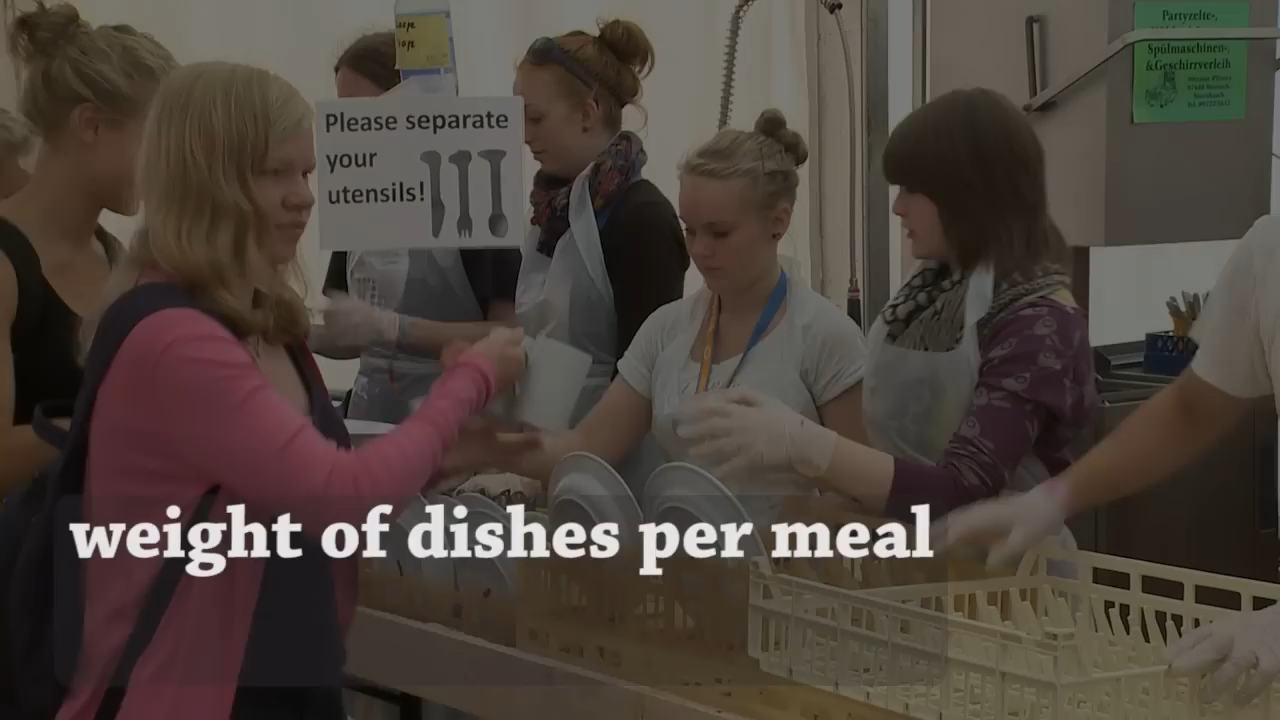 Partyzelte-,
Spülmaschinen-,
&Geschirrverleih
Please separate
your
utensils!
weight of dishes per meal